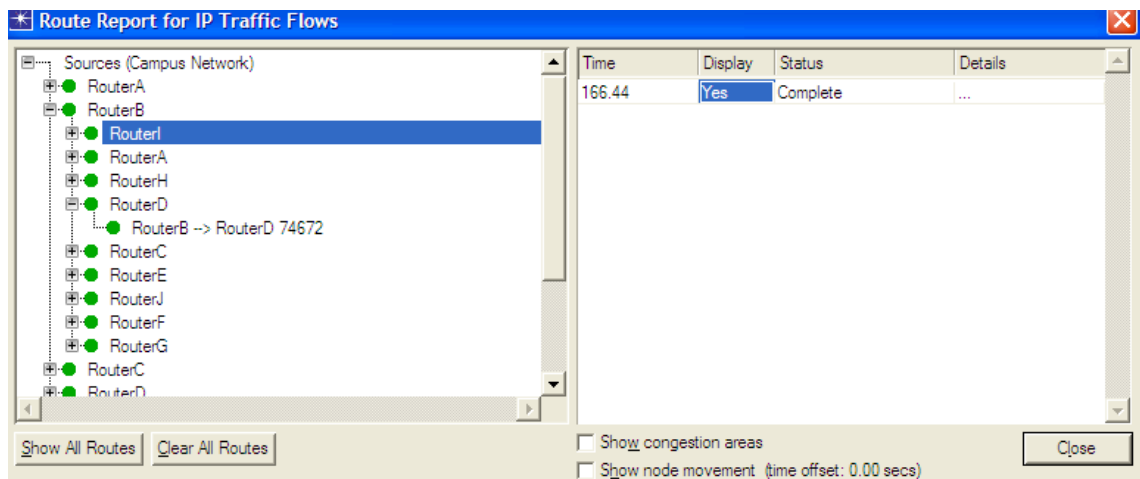 Route Report for IP Traffic Flows
Sources (Campus Network)
RouterA
RouterB
RouterI
RouterA
RouterH
RouterD
RouterB --> RouterD 74672
RouterC
RouterE
RouterJ
RouterF
RouterG
RouterC
RouterD
Time Display Status Details
166.44 Yes Complete ...
Show All Routes Clear All Routes
Show congestion areas
Show node movement (time offset: 0.00 secs)
Close